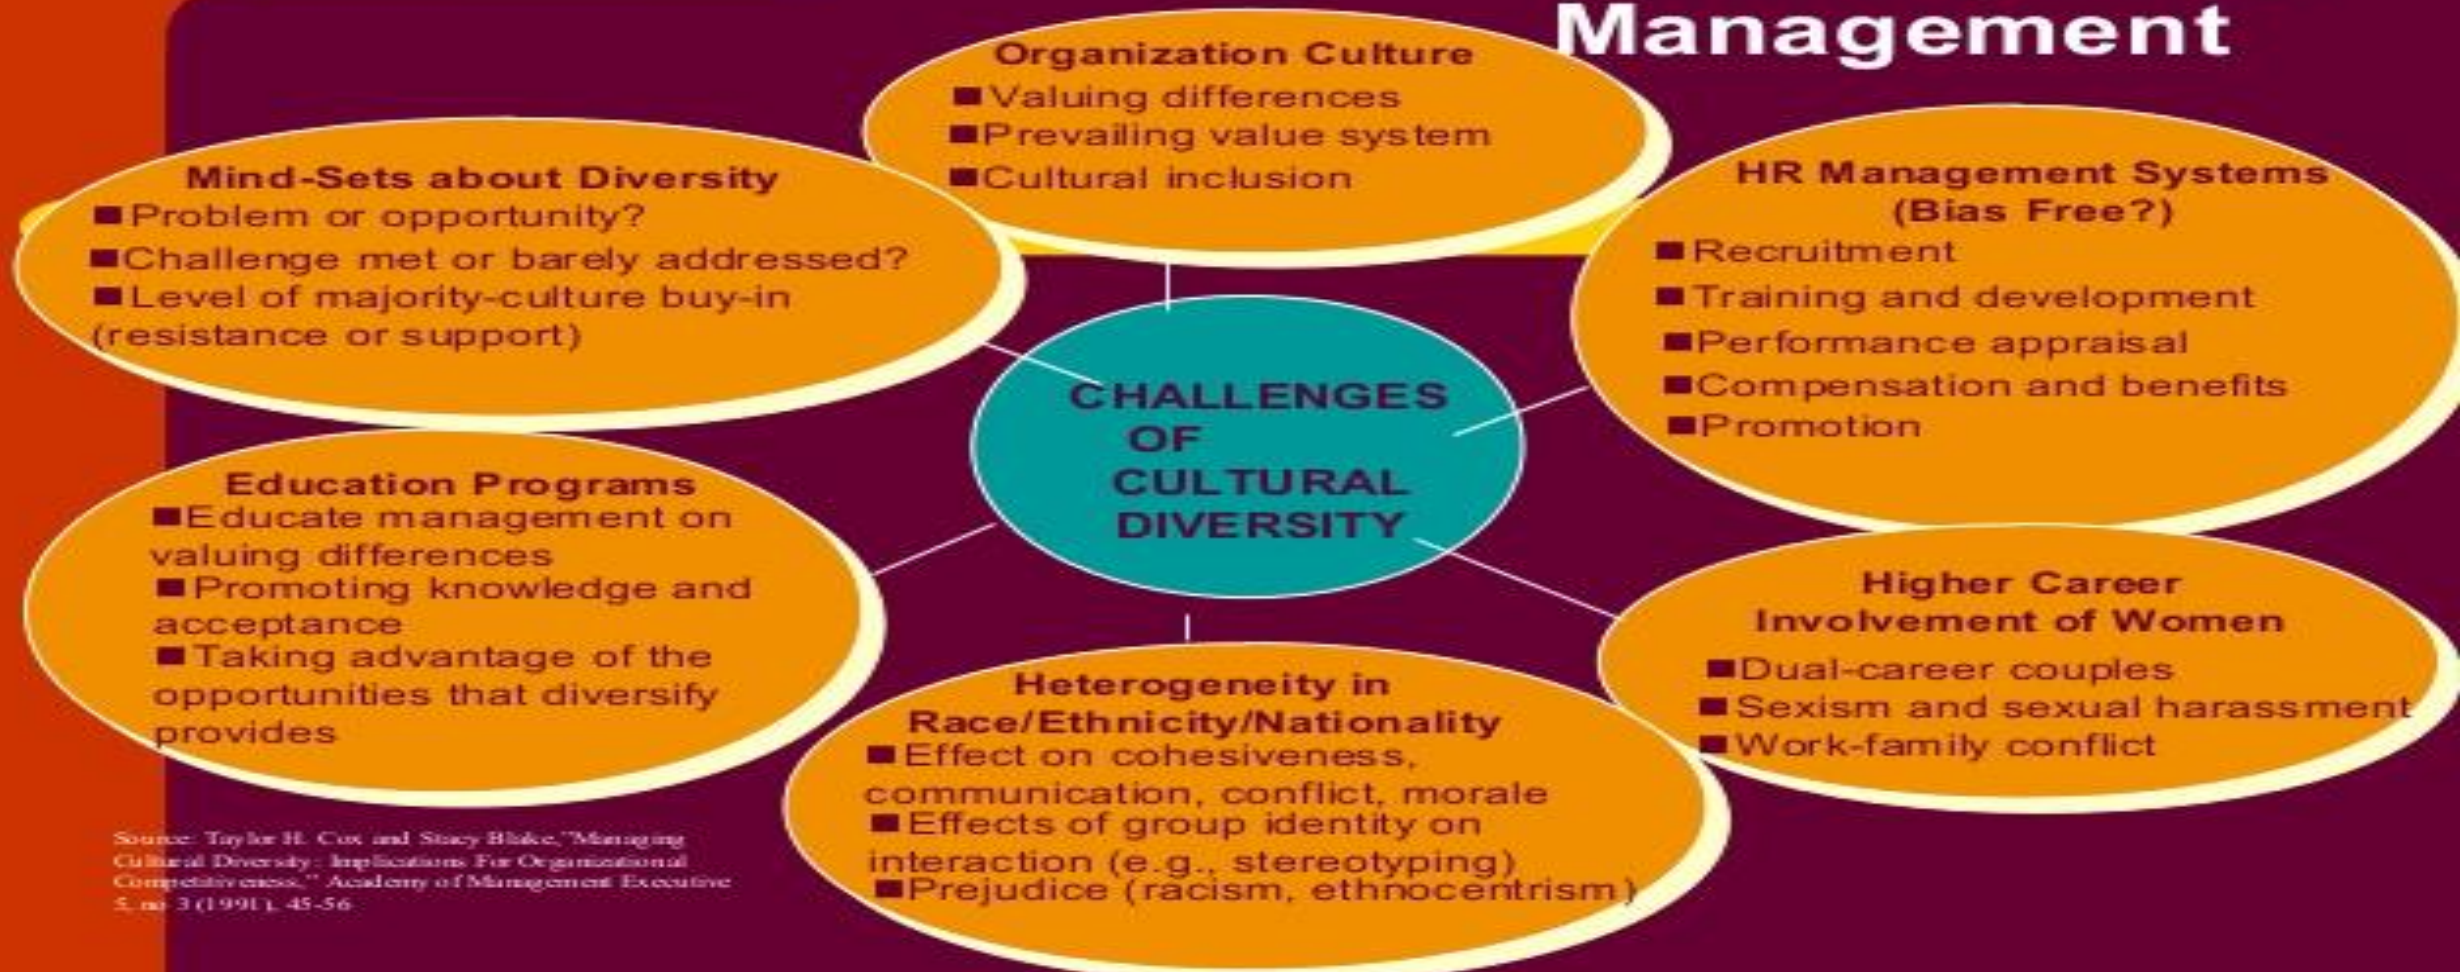 Management
Organization Culture
■Valuing differences
■Prevailing value system
■Cultural inclusion
Mind-Sets about Diversity
■Problem or opportunity?
■Challenge met or barely addressed?
■Level of majority-culture buy-in
(resistance or support)
HR Management Systems
(Bias Free?)
■Recruitment
■Training and development
■Performance appraisal
■Compensation and benefits
■Promotion
CHALLENGES
OF
CULTURAL
DIVERSITY
Education Programs
■Educate management on
valuing differences
■Promoting knowledge and
acceptance
■Taking advantage of the
opportunities that diversify
provides
Higher Career
Involvement of Women
■Dual-career couples
■Sexism and sexual harassment
■Work-family conflict
Heterogeneity in
Race/Ethnicity/Nationality
■Effect on cohesiveness,
communication, conflict, morale
■Effects of group identity on
interaction (e.g., stereotyping)
■Prejudice (racism, ethnocentrism)
Source: Taylor H. Cox and Stacy Blake,"Managing
Cultural Diversity: Implications For Organizational
Competitiveness," Academy of Management Executive
5, no 3 (1991), 45-56